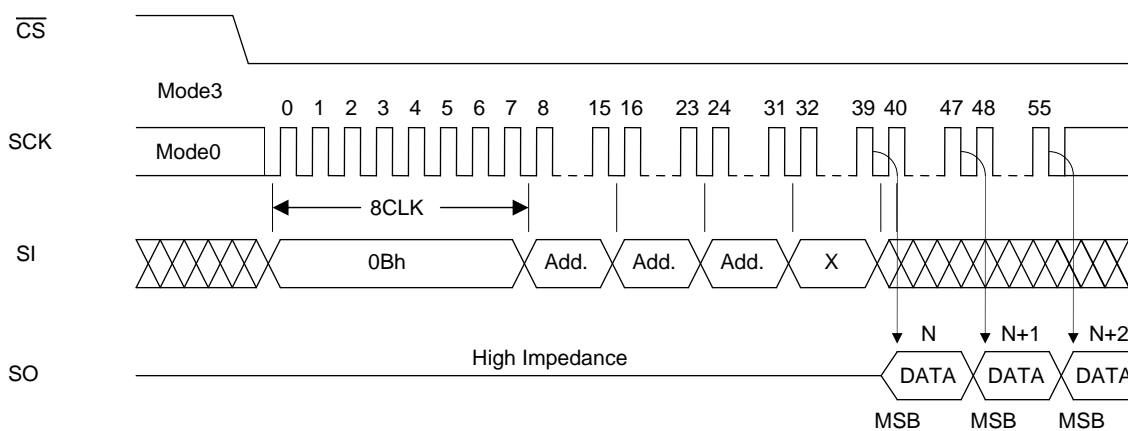 CS
Mode3
0 1 2 3 4 5 6 7 8 15 16 23 24 31 32 39 40 47 48 55
SCK
Mode0
8CLK
SI
0Bh Add. Add. Add. X
N N+1 N+2
High Impedance
SO
DATA DATA DATA
MSB MSB MSB